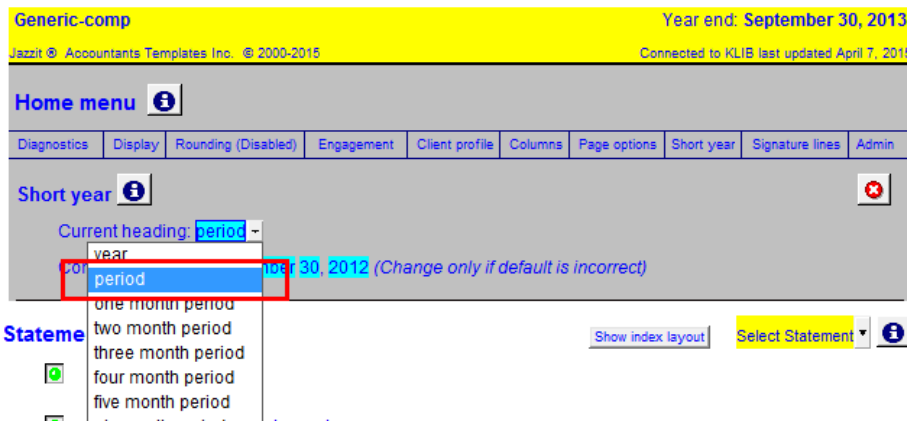 Generic-comp Year end: September 30, 2013
Jazzit ® Accountants Templates Inc. © 2000-2015 Connected to KLIB last updated April 7, 2015
Home menu
Diagnostics Display Rounding (Disabled) Engagement Client profile Columns Page options Short year Signature lines Admin
Short year
Current heading: period
year
Com ber 30, 2012 (Change only if default is incorrect)
period
one month period
Stateme two month period Show index layout Select Statement
three month period
four month period
five month period